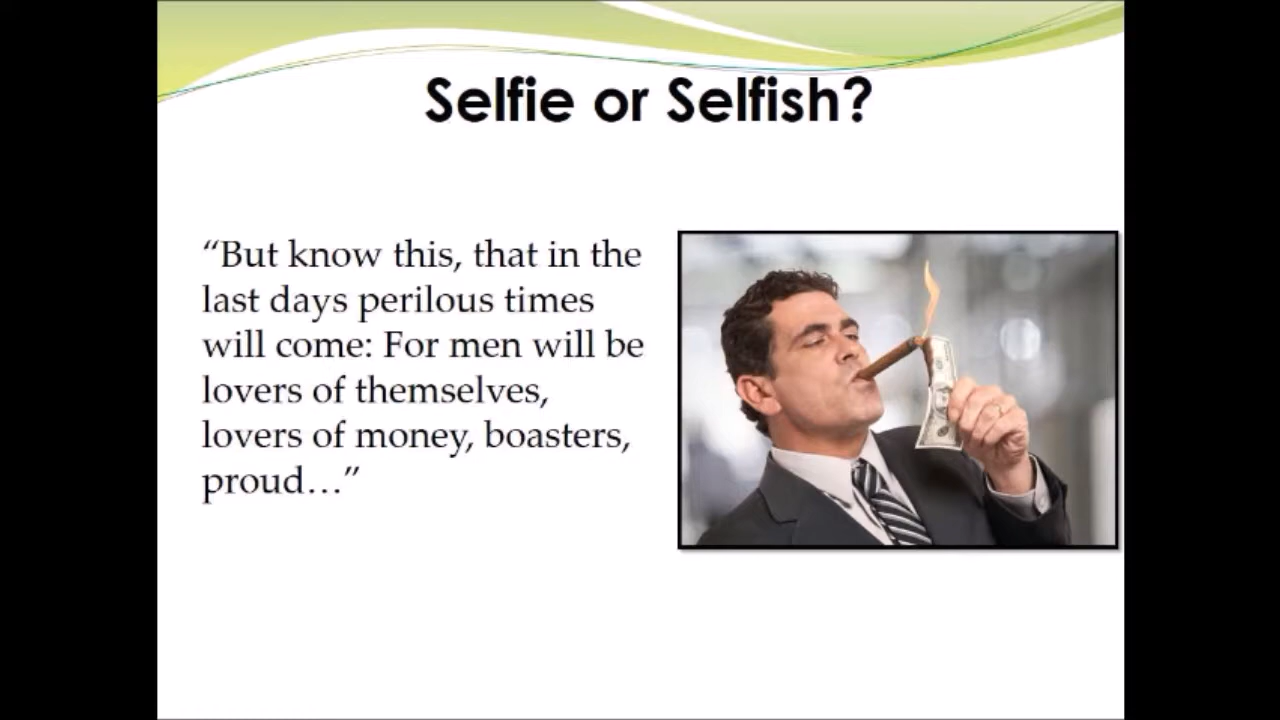 Selfie or Selfish?
“But know this, that in the
last days perilous times
will come: For men will be
lovers of themselves,
lovers of money, boasters,
proud…”